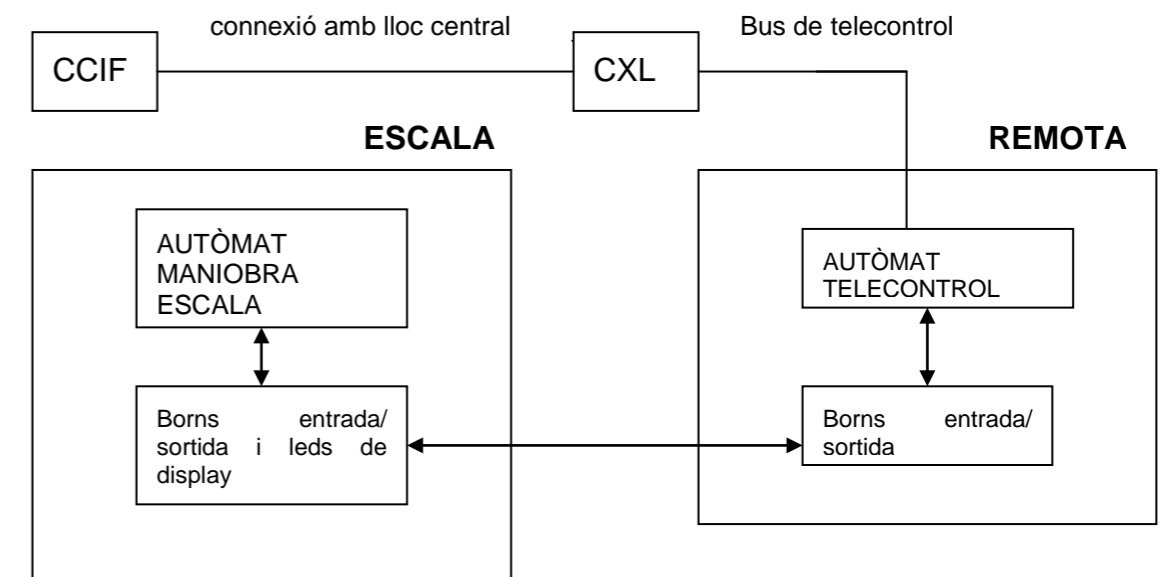 connexió amb lloc central
Bus de telecontrol
CCIF
CXL
ESCALA
REMOTA
AUTÒMAT
MANIOBRA
ESCALA
AUTÒMAT
TELECONTROL
Borns entrada/
sortida i leds de
display
Borns entrada/
sortida